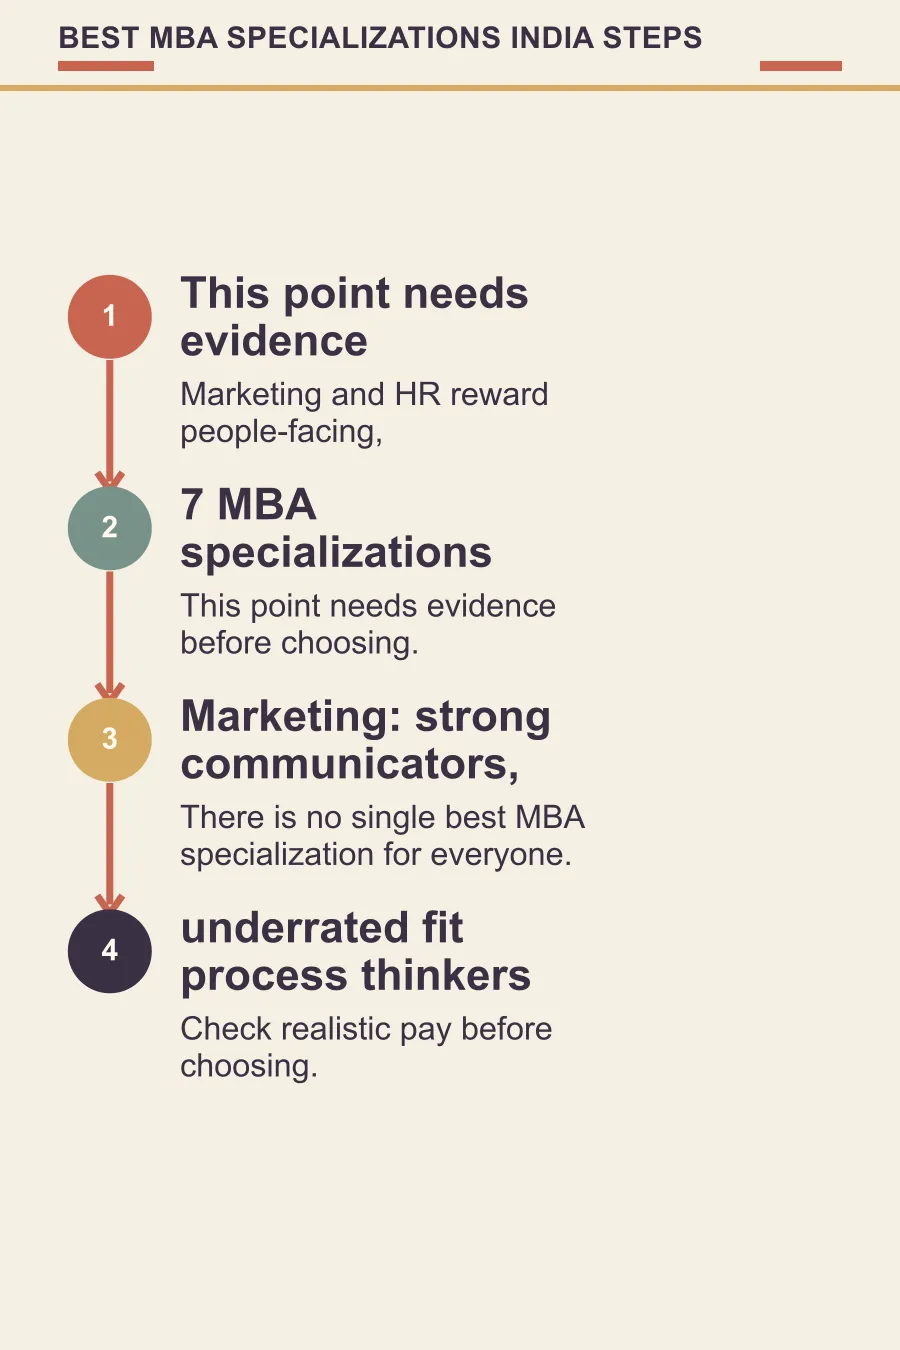 BEST MBA SPECIALIZATIONS INDIA STEPS
1
This point needs
evidence
Marketing and HR reward
people-facing,
2
7 MBA
specializations
This point needs evidence
before choosing.
3
Marketing: strong
communicators,
There is no single best MBA
specialization for everyone.
4
underrated fit
process thinkers
Check realistic pay before
choosing.